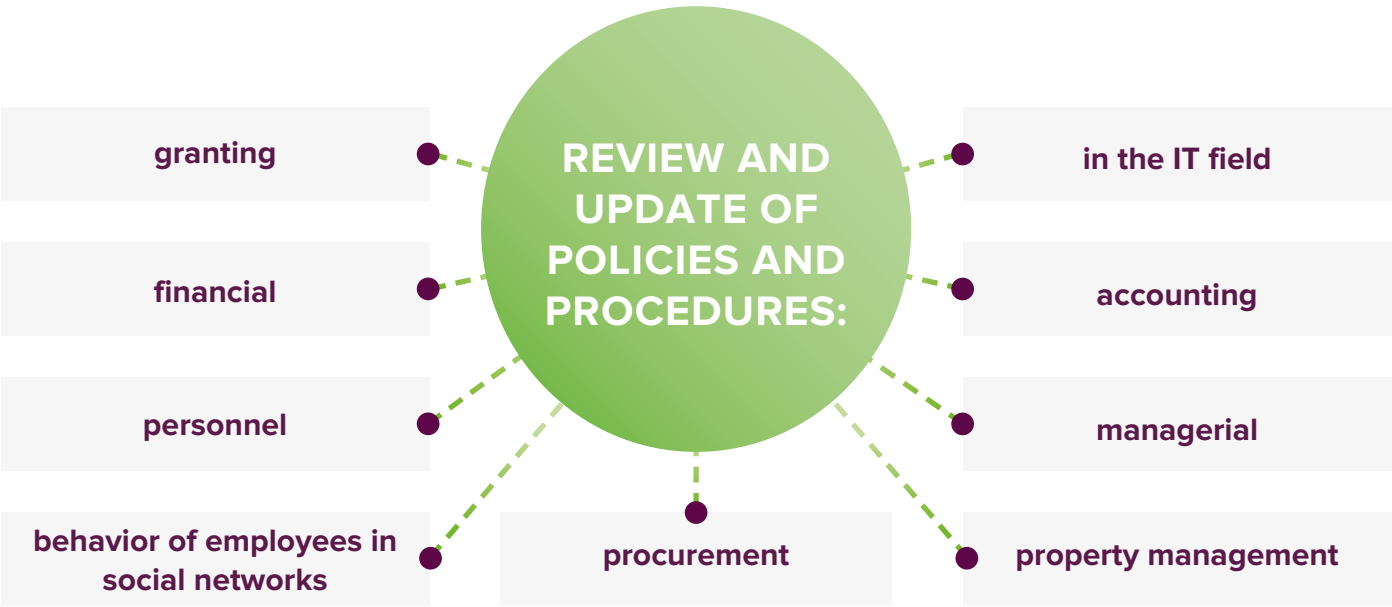 REVIEW AND
UPDATE OF
POLICIES AND
PROCEDURES:
granting
financial
personnel
behavior of employees in
social networks
procurement
in the IT field
accounting
managerial
property management